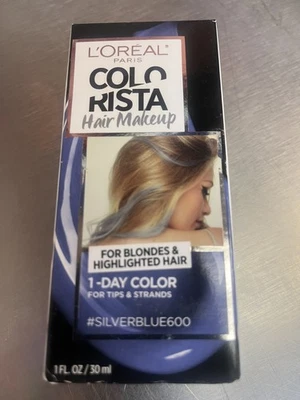 L'ORÉAL
PARIS
COLO
RISTA
Hair Makeup
FOR BLONDES &
HIGHLIGHTED HAIR
1-DAY COLOR
FOR TIPS & STRANDS
#SILVERBLUE600
1 FL OZ / 30 ml